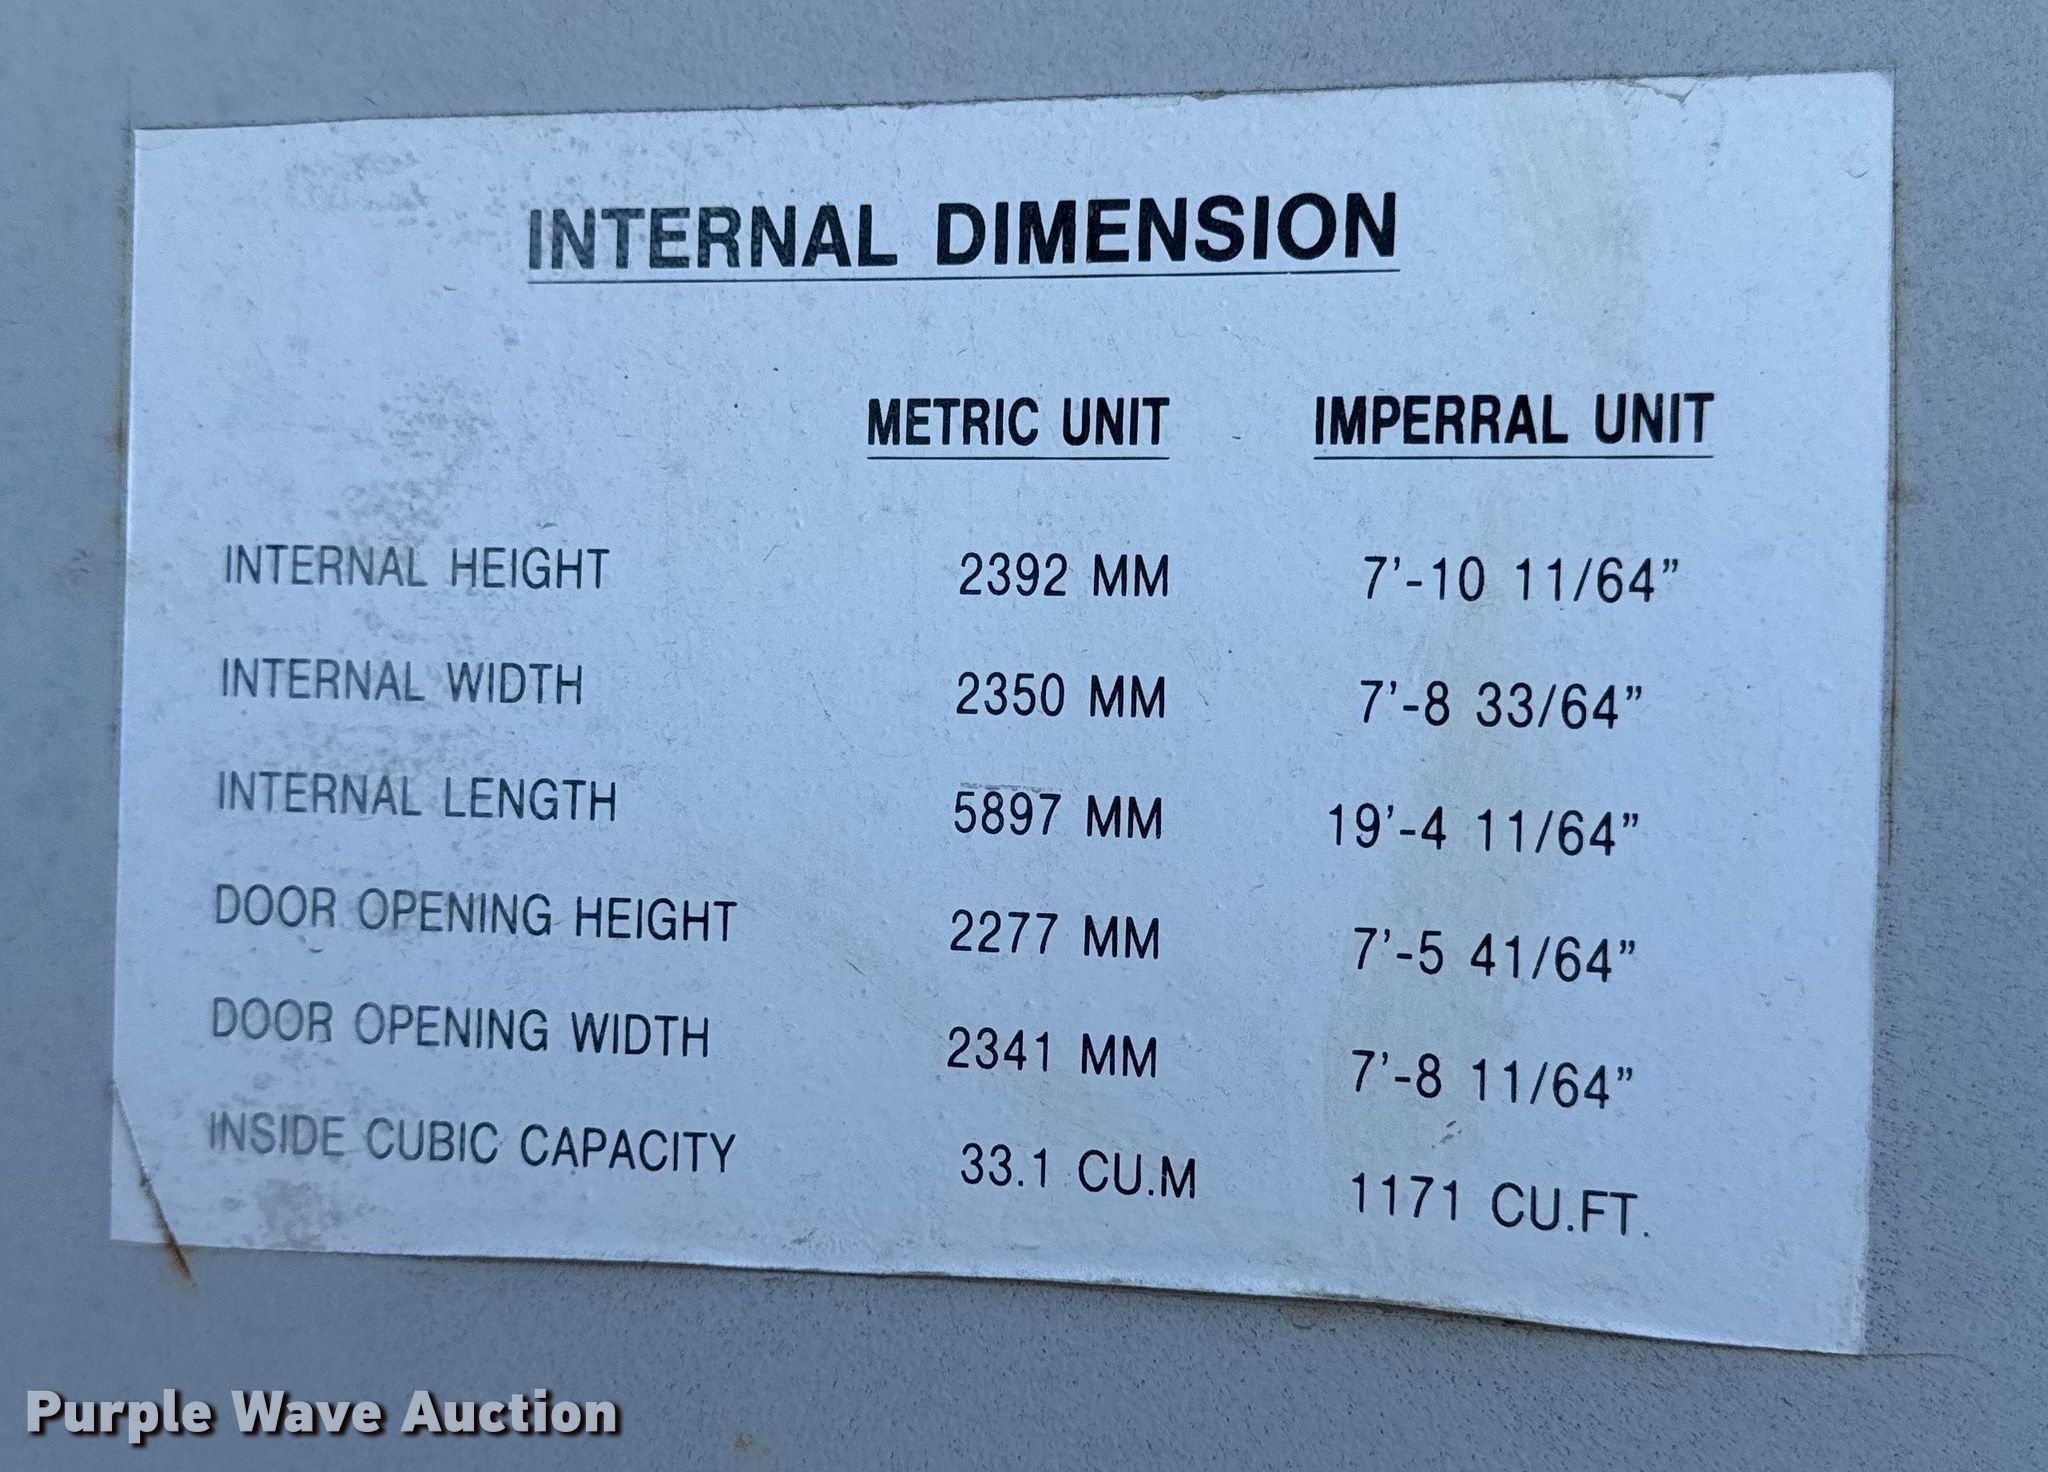 INTERNAL DIMENSION
METRIC UNIT IMPERRAL UNIT
INTERNAL HEIGHT 2392 MM 7'-10 11/64”
INTERNAL WIDTH 2350 MM 7'-8 33/64”
INTERNAL LENGTH 5897 MM 19'-4 11/64”
DOOR OPENING HEIGHT 2277 MM 7'-5 41/64”
DOOR OPENING WIDTH 2341 MM 7'-8 11/64”
INSIDE CUBIC CAPACITY 33.1 CU.M 1171 CU.FT.
Purple Wave Auction